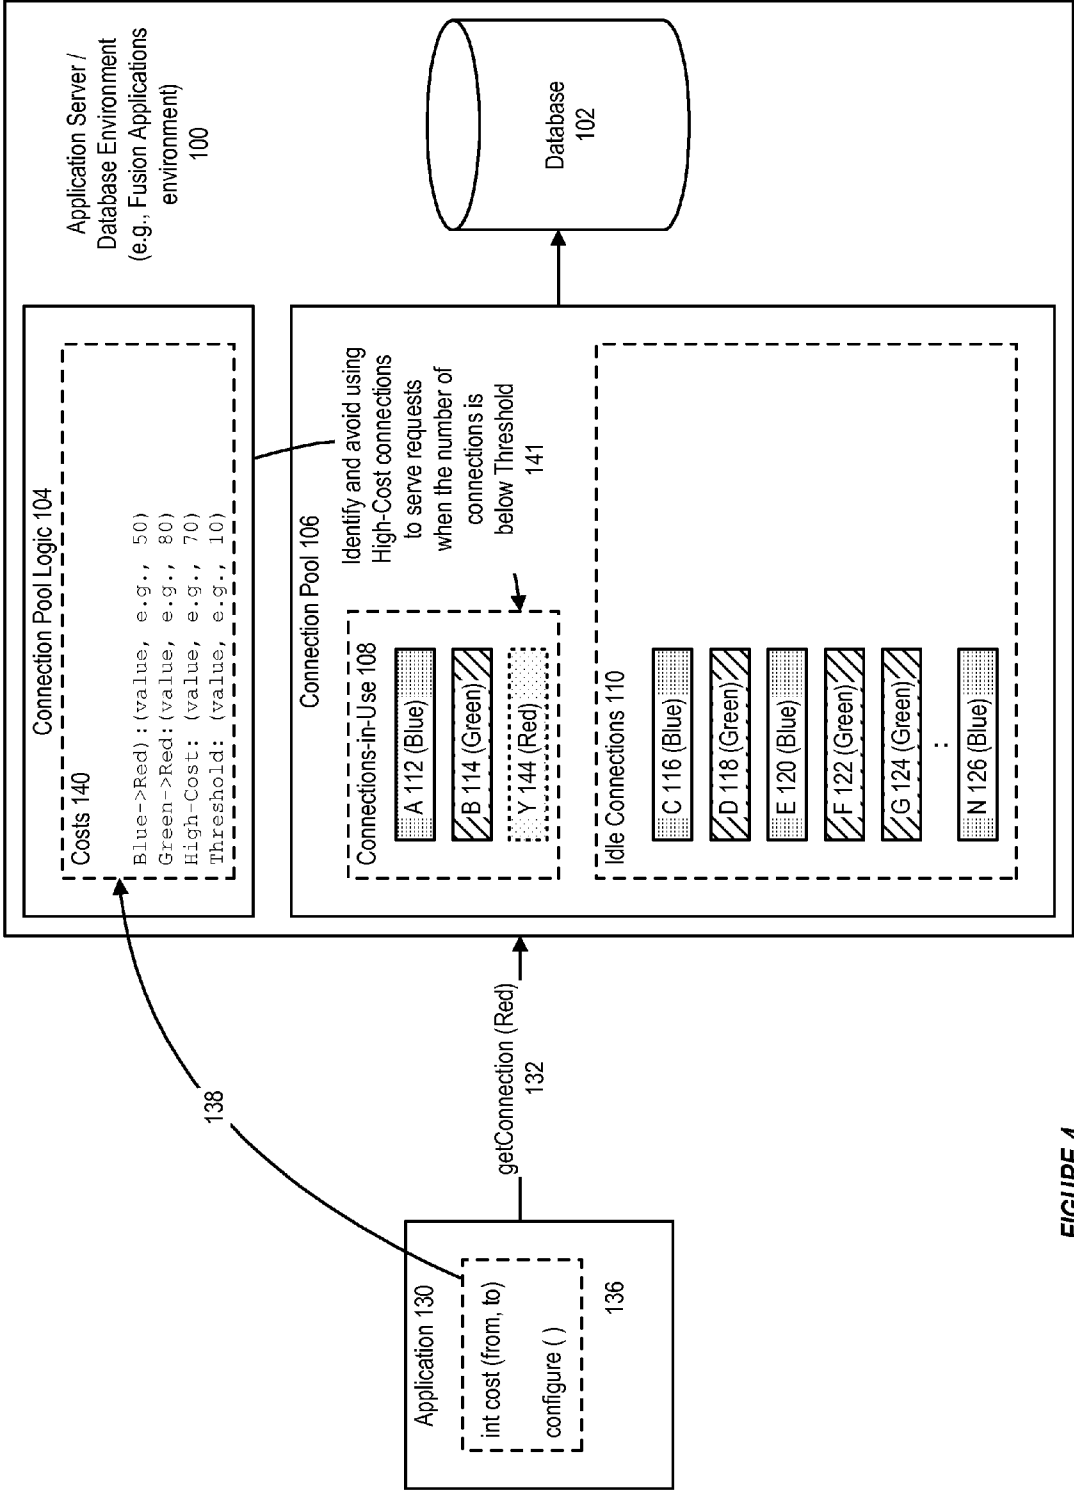 Application Server /
Database Environment
(e.g., Fusion Applications
environment)
100
Connection Pool Logic 104
Costs 140
Blue->Red):(value, e.g., 50)
Green->Red:(value, e.g., 80)
High-Cost: (value, e.g., 70)
Threshold: (value, e.g., 10)
Connection Pool 106
Identify and avoid using
High-Cost connections
to serve requests
when the number of
connections is
below Threshold
141
Connections-in-Use 108
A 112 (Blue)
B 114 (Green)
Y 144 (Red)
Idle Connections 110
C 116 (Blue)
D 118 (Green)
E 120 (Blue)
F 122 (Green)
G 124 (Green)
:
N 126 (Blue)
Database
102
138
getConnection (Red)
132
Application 130
int cost (from, to)
configure ( )
136
FIGURE 4